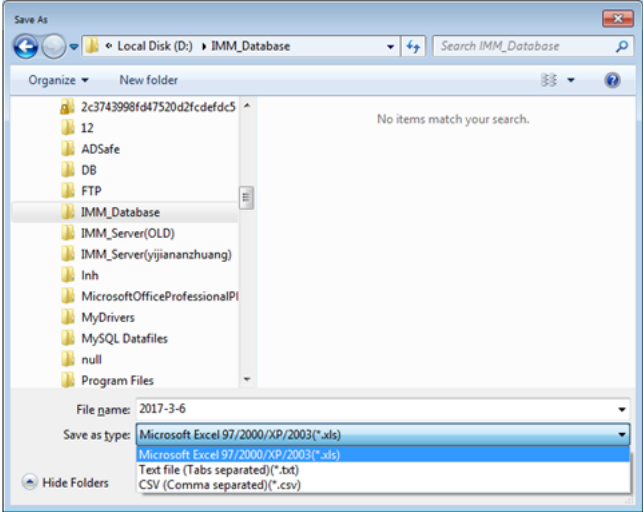 Save As
« Local Disk (D:) ▸ IMM_Database
Search IMM_Database
Organize
New folder
2c3743998fd47520d2fcdefdc5
12
ADSafe
DB
FTP
IMM_Database
IMM_Server(OLD)
IMM_Server(yijiananzhuang)
lnh
MicrosoftOfficeProfessionalPl
MyDrivers
MySQL Datafiles
null
Program Files
No items match your search.
File name: 2017-3-6
Save as type: Microsoft Excel 97/2000/XP/2003(*.xls)
Microsoft Excel 97/2000/XP/2003(*.xls)
Text file (Tabs separated)(*.txt)
CSV (Comma separated)(*.csv)
Hide Folders